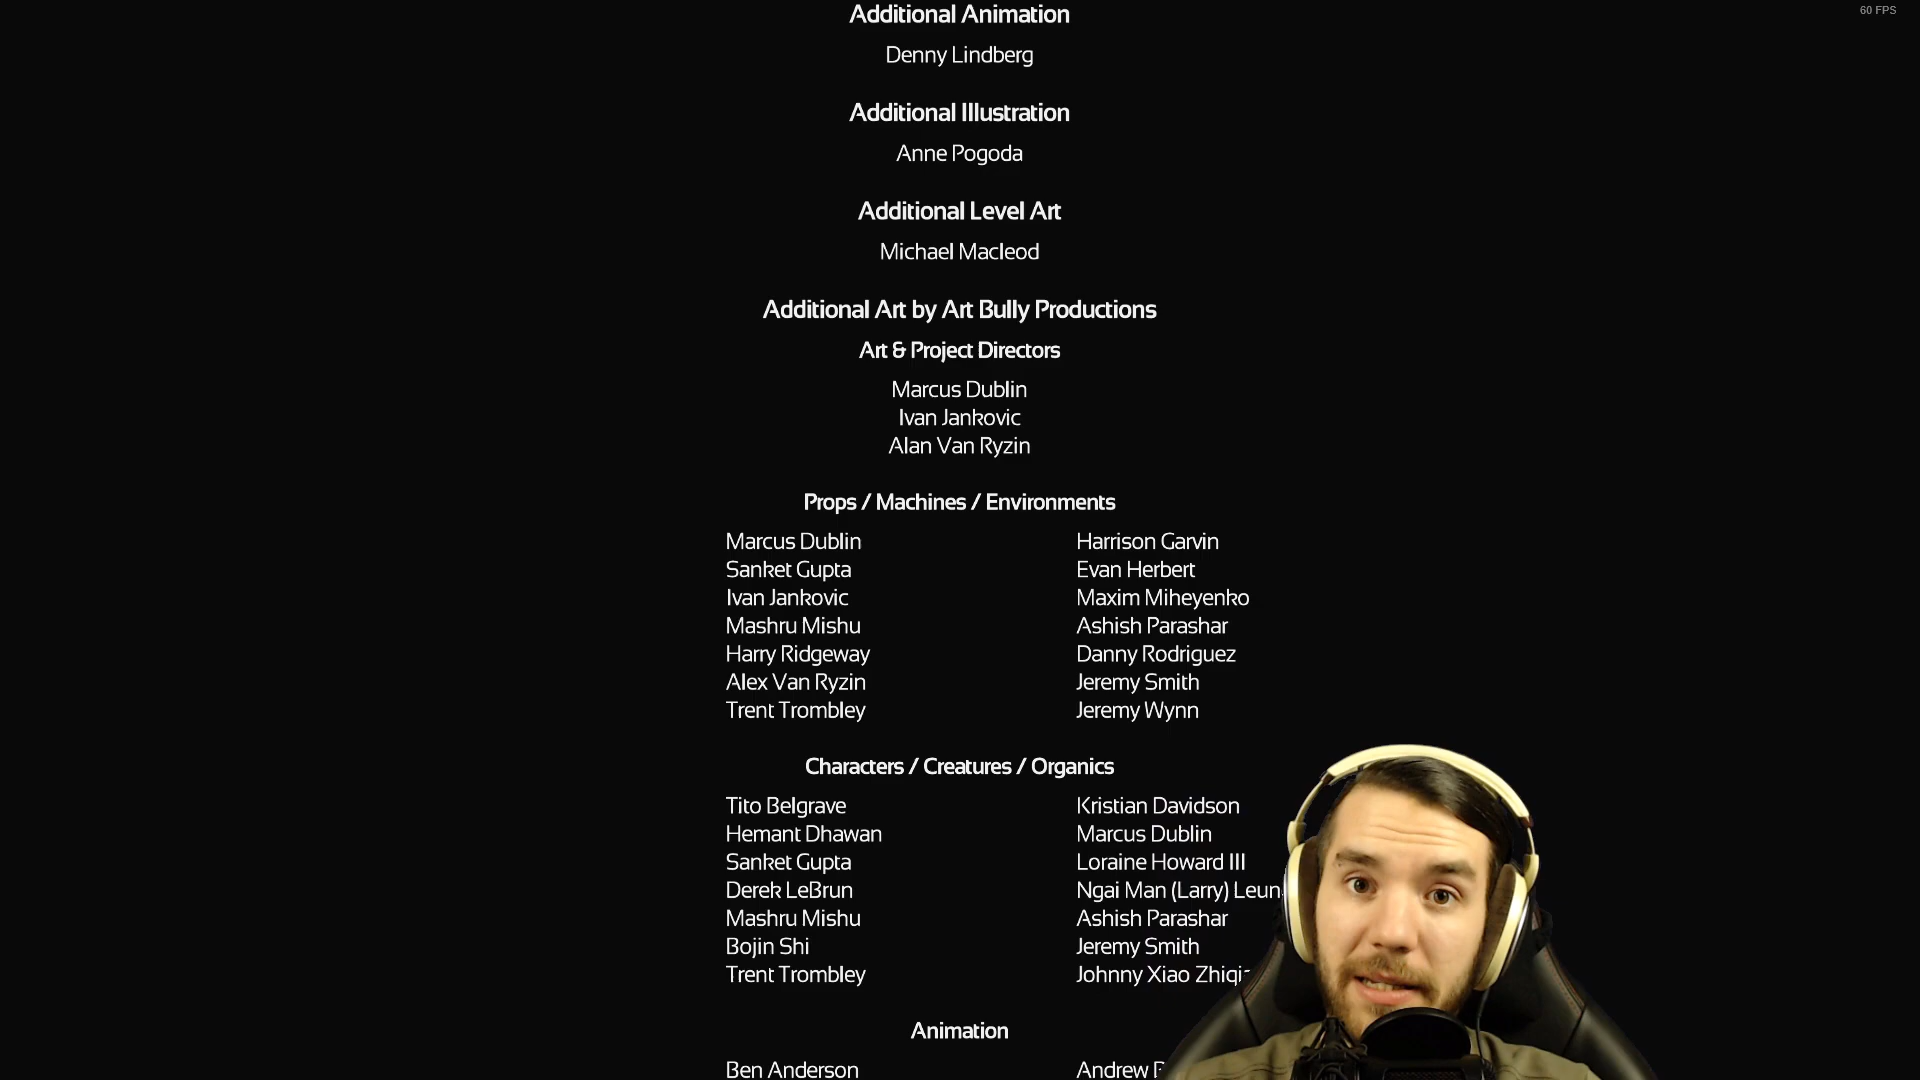 60 FPS
Additional Animation
Denny Lindberg
Additional Illustration
Anne Pogoda
Additional Level Art
Michael Macleod
Additional Art by Art Bully Productions
Art & Project Directors
Marcus Dublin
Ivan Jankovic
Alan Van Ryzin
Props / Machines / Environments
Marcus Dublin
Sanket Gupta
Ivan Jankovic
Mashru Mishu
Harry Ridgeway
Alex Van Ryzin
Trent Trombley
Harrison Garvin
Evan Herbert
Maxim Miheyenko
Ashish Parashar
Danny Rodriguez
Jeremy Smith
Jeremy Wynn
Characters / Creatures / Organics
Tito Belgrave
Hemant Dhawan
Sanket Gupta
Derek LeBrun
Mashru Mishu
Bojin Shi
Trent Trombley
Kristian Davidson
Marcus Dublin
Loraine Howard III
Ngai Man (Larry)
Ashish Parashar
Jeremy Smith
Johnny Xiao
Animation
Ben Anderson
Andrew